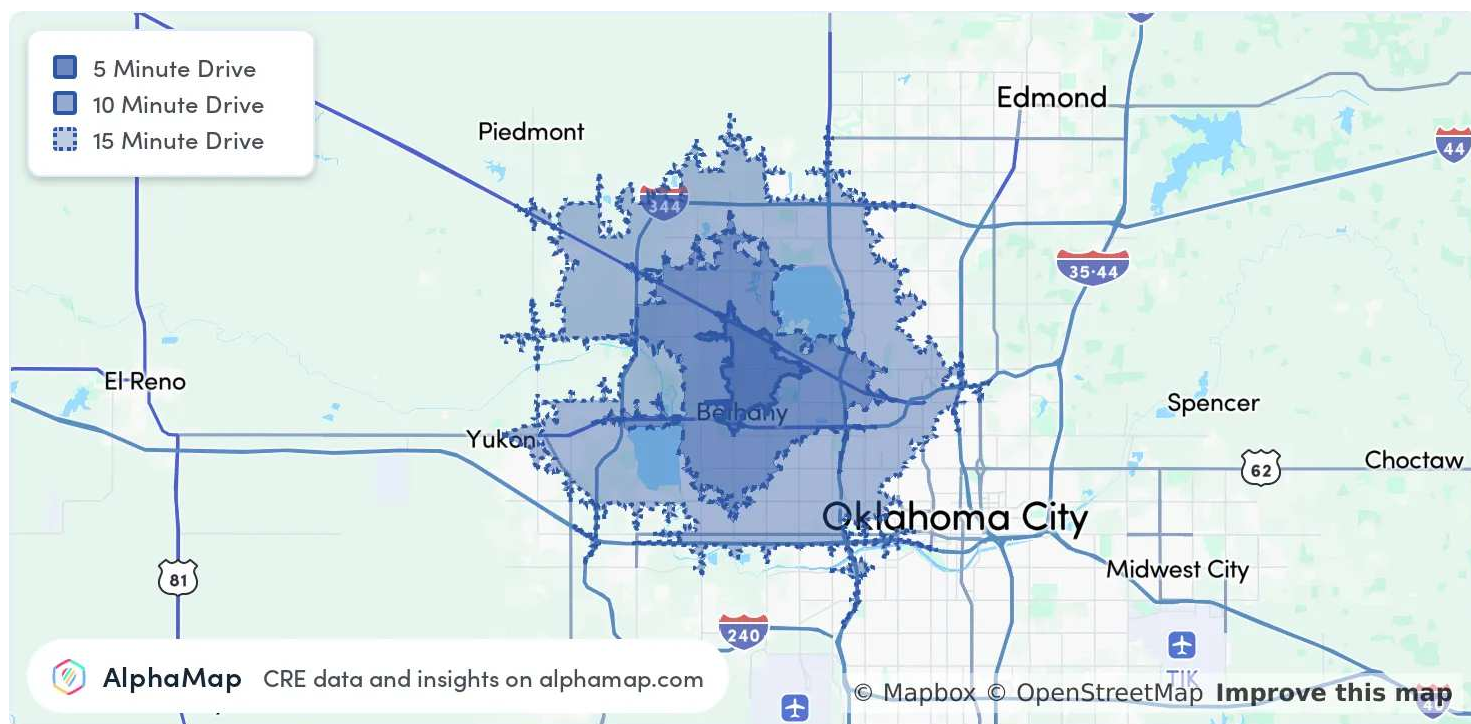 5 Minute Drive
10 Minute Drive
15 Minute Drive
Edmond
Piedmont
44
344
35-44
El Reno
Spencer
Bethany
Yukon
Choctaw
62
Oklahoma City
Midwest City
81
240
TIK
AlphaMap CRE data and insights on alphamap.com
© Mapbox © OpenStreetMap Improve this map
40